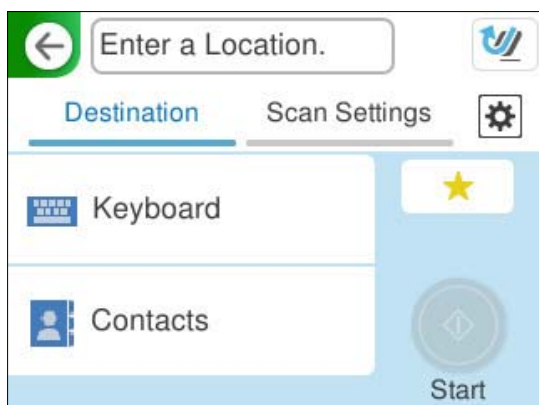 Enter a Location.
Destination Scan Settings
Keyboard
Contacts
Start